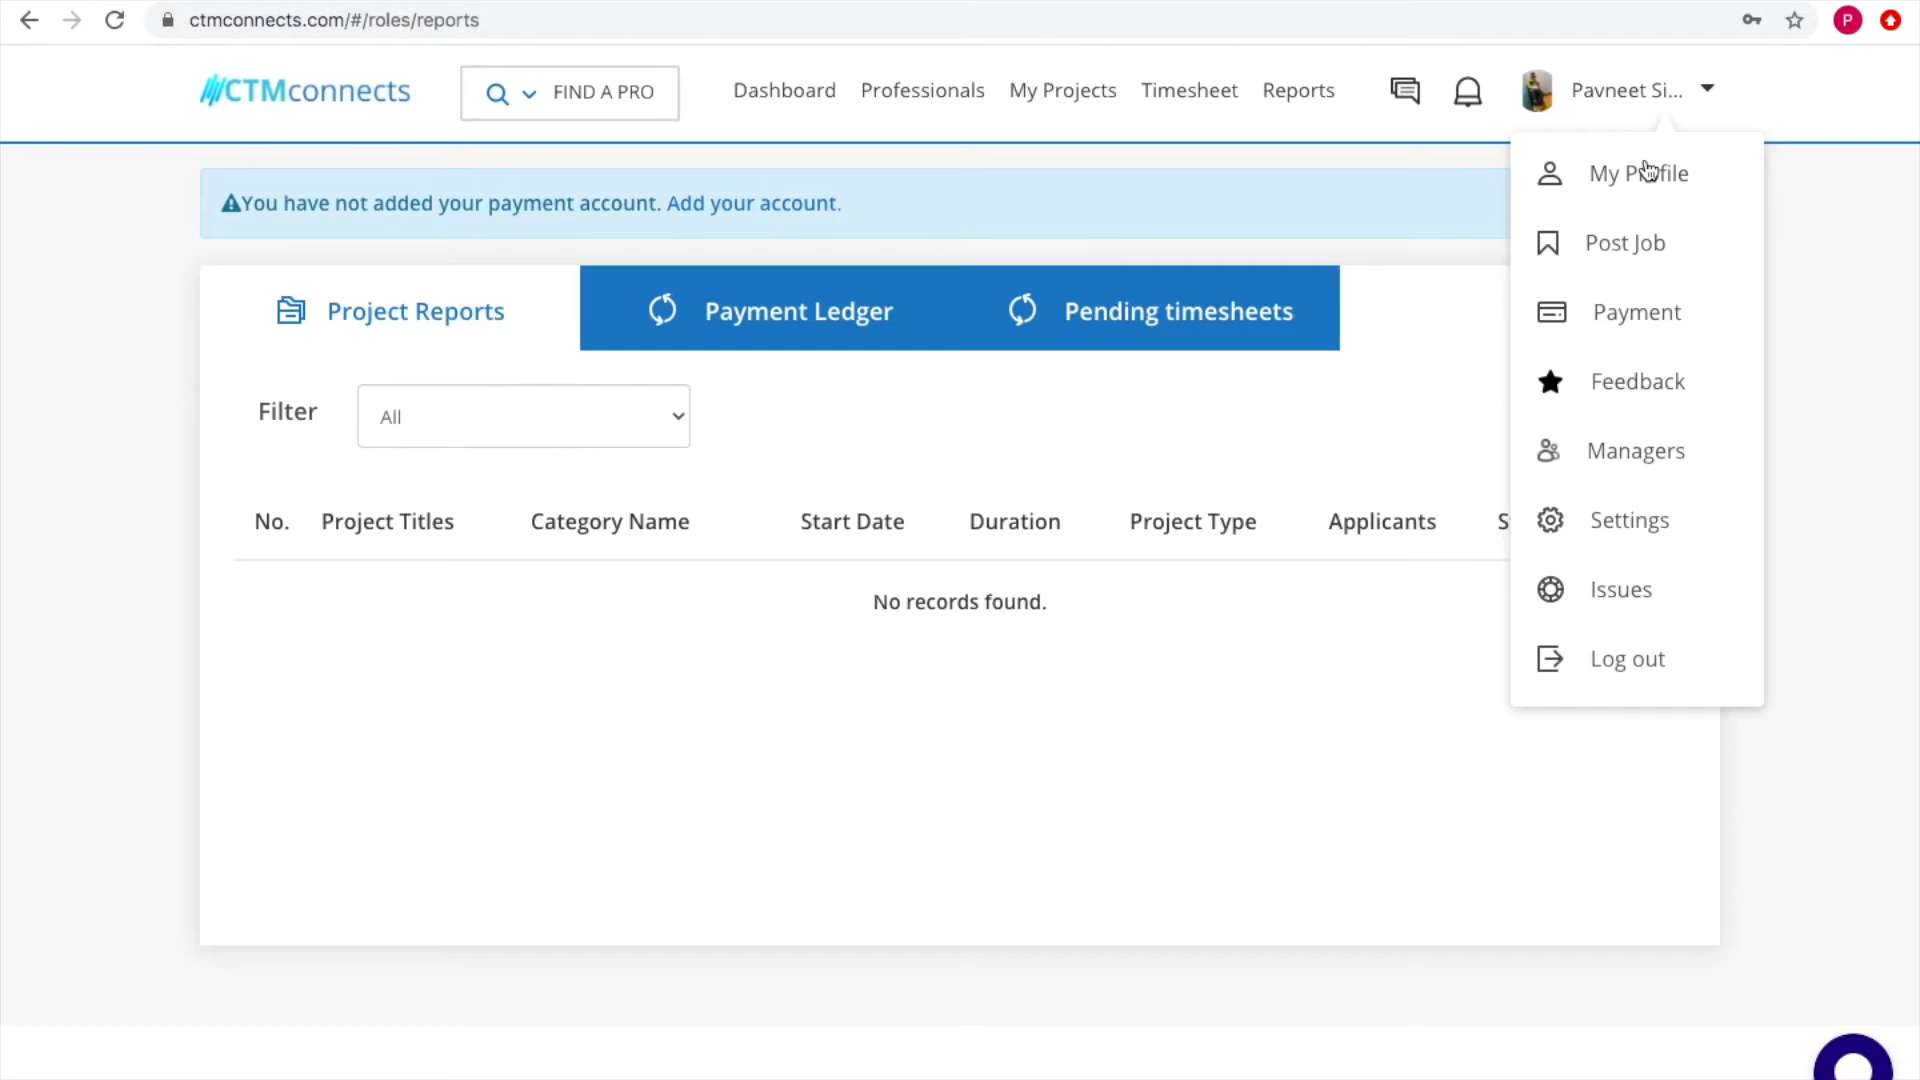 ctmconnects.com/#/roles/reports
P
CTMconnects
FIND A PRO
Dashboard
Professionals
My Projects
Timesheet
Reports
Pavneet Si...
You have not added your payment account. Add your account.
My Profile
Post Job
Payment
Feedback
Managers
Settings
Issues
Log out
Project Reports
Payment Ledger
Pending timesheets
Filter
All
No.
Project Titles
Category Name
Start Date
Duration
Project Type
Applicants
No records found.